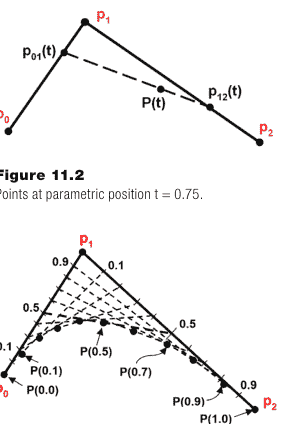 p1
p01(t)
p12(t)
P(t)
p0
p2
Figure 11.2
Points at parametric position t = 0.75.
p1
0.9
0.1
0.5
0.5
0.1
P(0.1)
P(0.5)
P(0.7)
0.9
P(0.0)
P(0.9)
p0
p2
P(1.0)